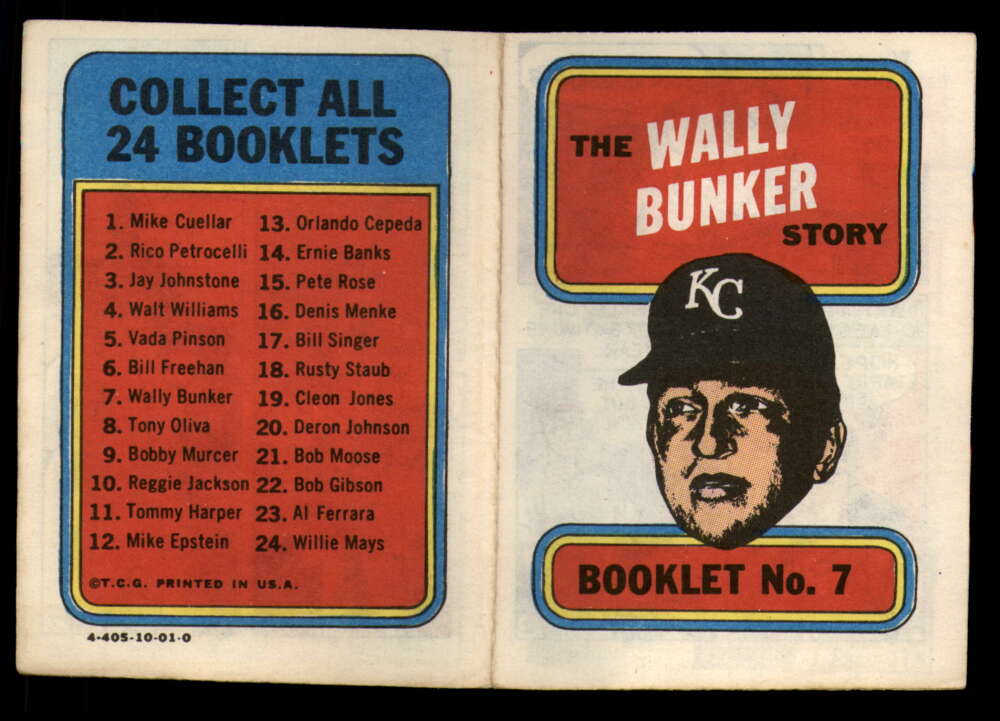 COLLECT ALL
24 BOOKLETS
1. Mike Cuellar
2. Rico Petrocelli
3. Jay Johnstone
4. Walt Williams
5. Vada Pinson
6. Bill Freehan
7. Wally Bunker
8. Tony Oliva
9. Bobby Murcer
10. Reggie Jackson
11. Tommy Harper
12. Mike Epstein
13. Orlando Cepeda
14. Ernie Banks
15. Pete Rose
16. Denis Menke
17. Bill Singer
18. Rusty Staub
19. Cleon Jones
20. Deron Johnson
21. Bob Moose
22. Bob Gibson
23. Al Ferrara
24. Willie Mays
©T.C.G. PRINTED IN U.S.A.
4-405-10-01-0
THE WALLY
BUNKER
STORY
KC
BOOKLET No. 7